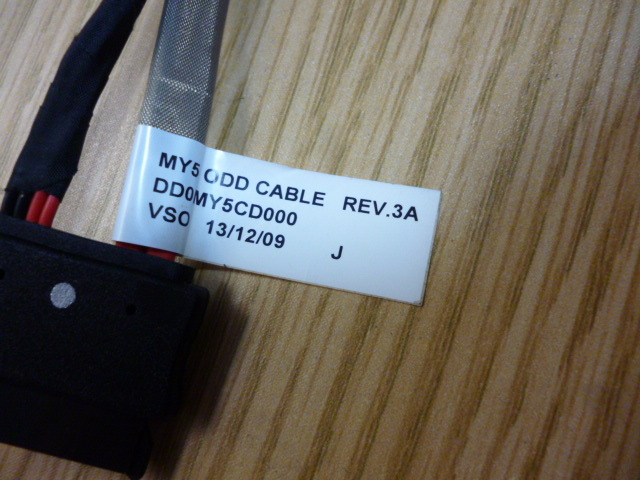 MY5 ODD CABLE REV.3A
DD0MY5CD000
VSO 13/12/09 J